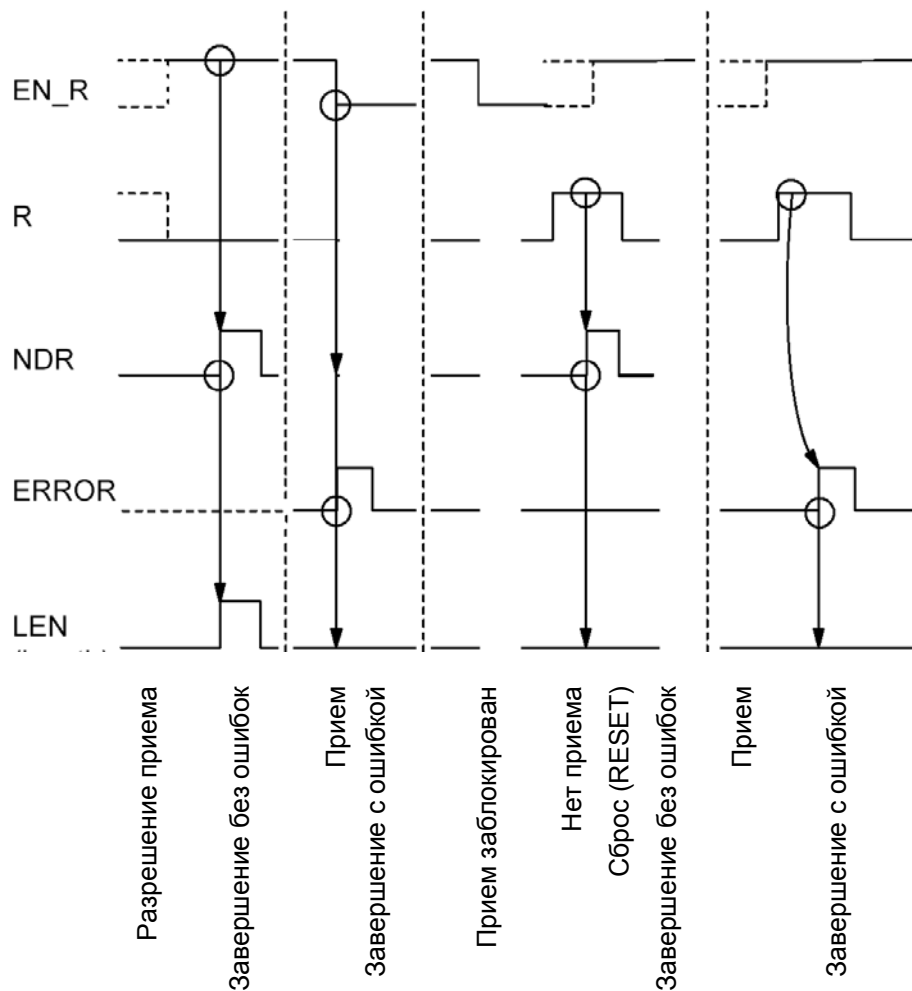 EN_R
R
NDR
ERROR
LEN
Разрешение приема
Завершение без ошибок
Прием
Завершение с ошибкой
Прием заблокирован
Нет приема
Сброс (RESET)
Завершение без ошибок
Прием
Завершение с ошибкой